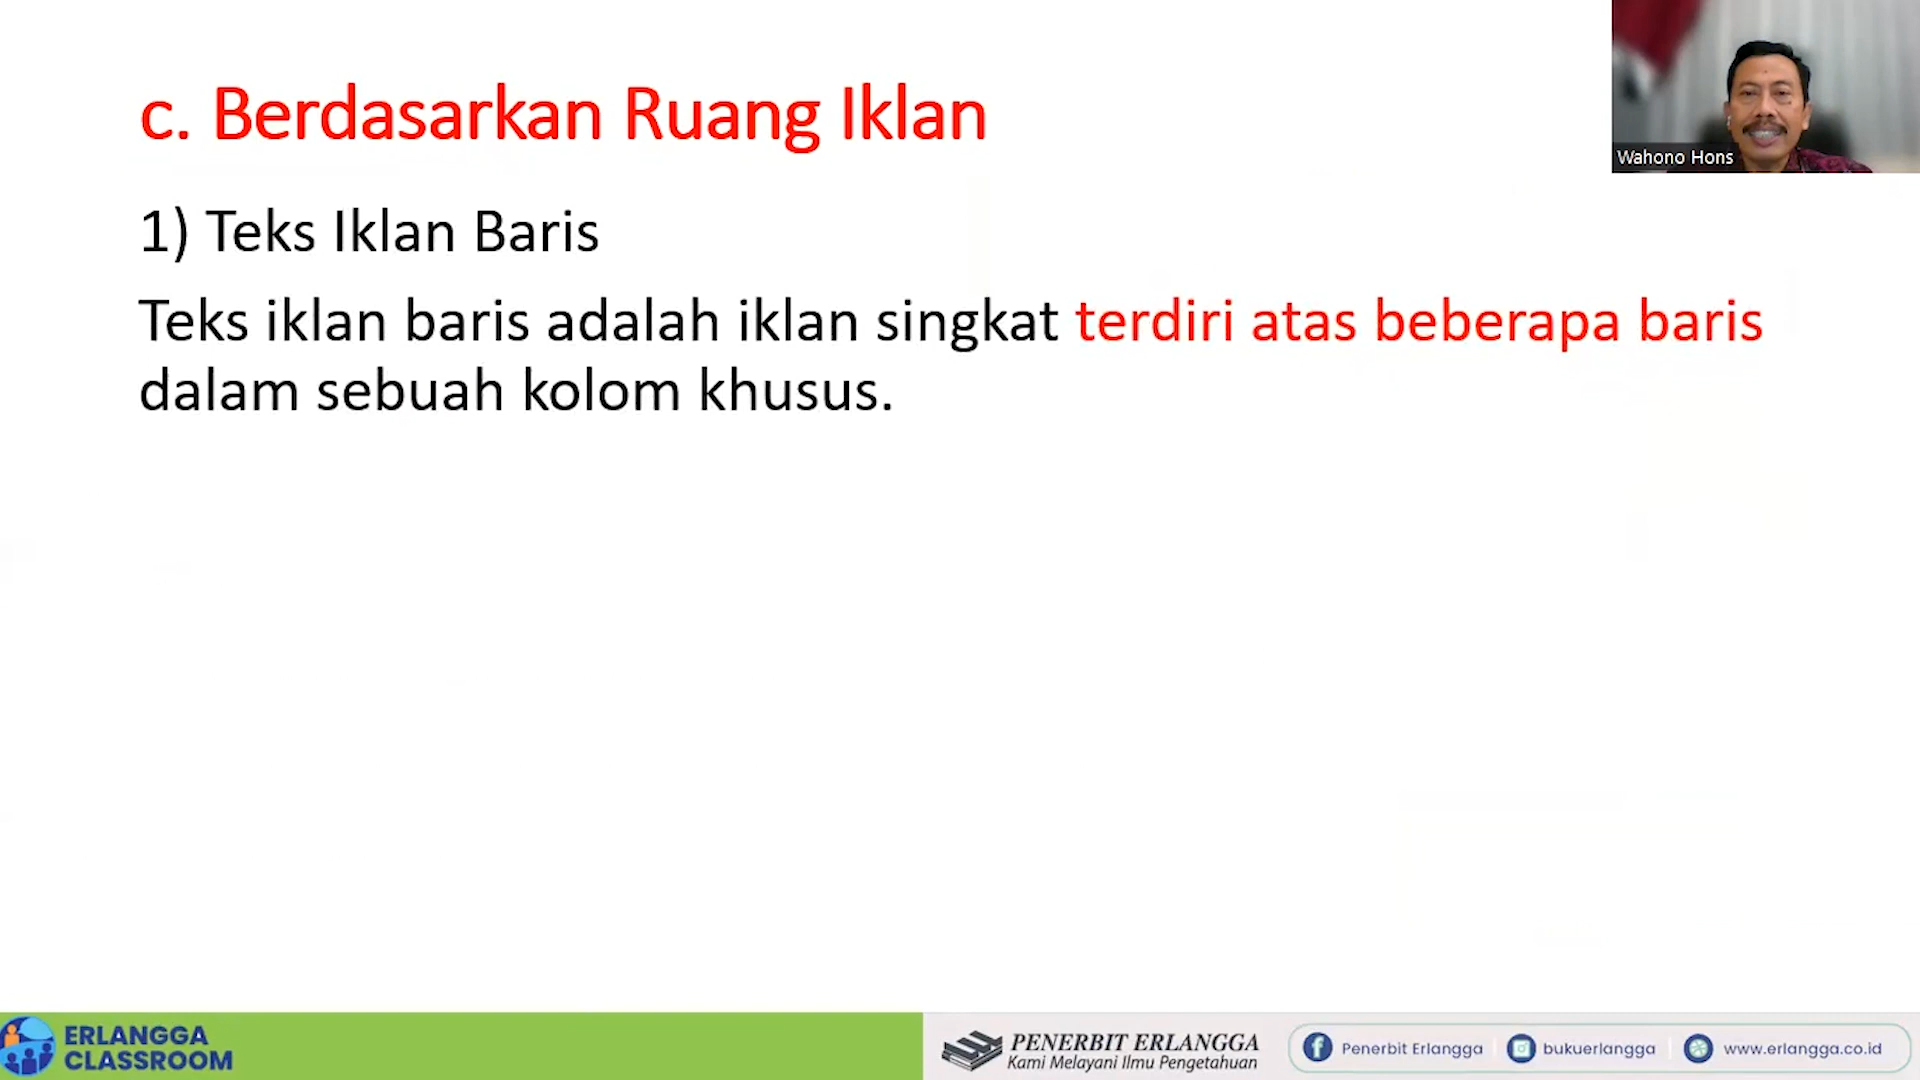 c. Berdasarkan Ruang Iklan
Wahono Hons
1) Teks Iklan Baris
Teks iklan baris adalah iklan singkat terdiri atas beberapa baris
dalam sebuah kolom khusus.
ERLANGGA
CLASSROOM
PENERBIT ERLANGGA
Kami Melayani Ilmu Pengetahuan
Penerbit Erlangga
bukuerlangga
www.erlangga.co.id